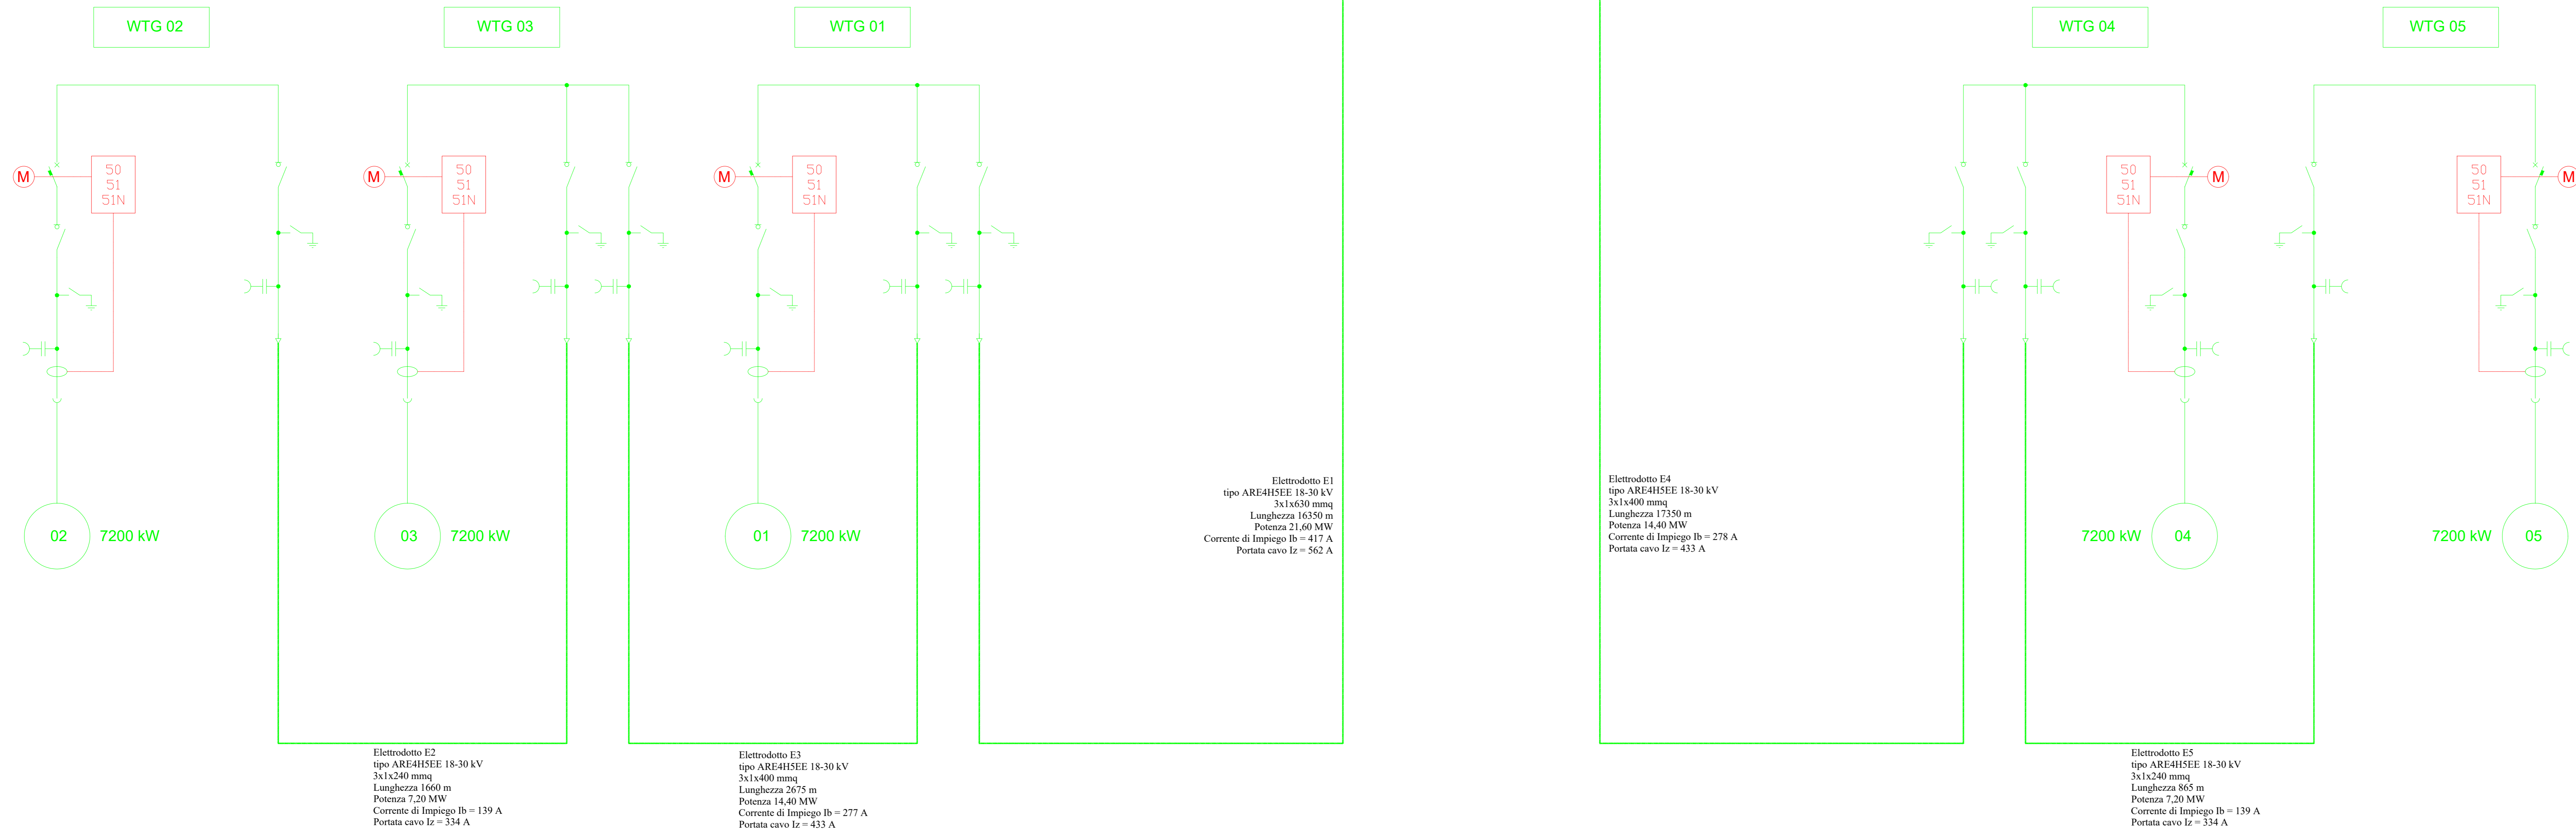 WTG 02
WTG 03
WTG 01
WTG 04
WTG 05
M
50
51
51N
M
50
51
51N
M
50
51
51N
50
51
51N
M
50
51
51N
M
Elettrodotto E1
tipo ARE4H5EE 18-30 kV
3x1x630 mmq
Lunghezza 16350 m
Potenza 21,60 MW
Corrente di Impiego Ib = 417 A
Portata cavo Iz = 562 A
Elettrodotto E4
tipo ARE4H5EE 18-30 kV
3x1x400 mmq
Lunghezza 17350 m
Potenza 14,40 MW
Corrente di Impiego Ib = 278 A
Portata cavo Iz = 433 A
02 7200 kW
03 7200 kW
01 7200 kW
7200 kW 04
7200 kW 05
Elettrodotto E2
tipo ARE4H5EE 18-30 kV
3x1x240 mmq
Lunghezza 1660 m
Potenza 7,20 MW
Corrente di Impiego Ib = 139 A
Portata cavo Iz = 334 A
Elettrodotto E3
tipo ARE4H5EE 18-30 kV
3x1x400 mmq
Lunghezza 2675 m
Potenza 14,40 MW
Corrente di Impiego Ib = 277 A
Portata cavo Iz = 433 A
Elettrodotto E5
tipo ARE4H5EE 18-30 kV
3x1x240 mmq
Lunghezza 865 m
Potenza 7,20 MW
Corrente di Impiego Ib = 139 A
Portata cavo Iz = 334 A